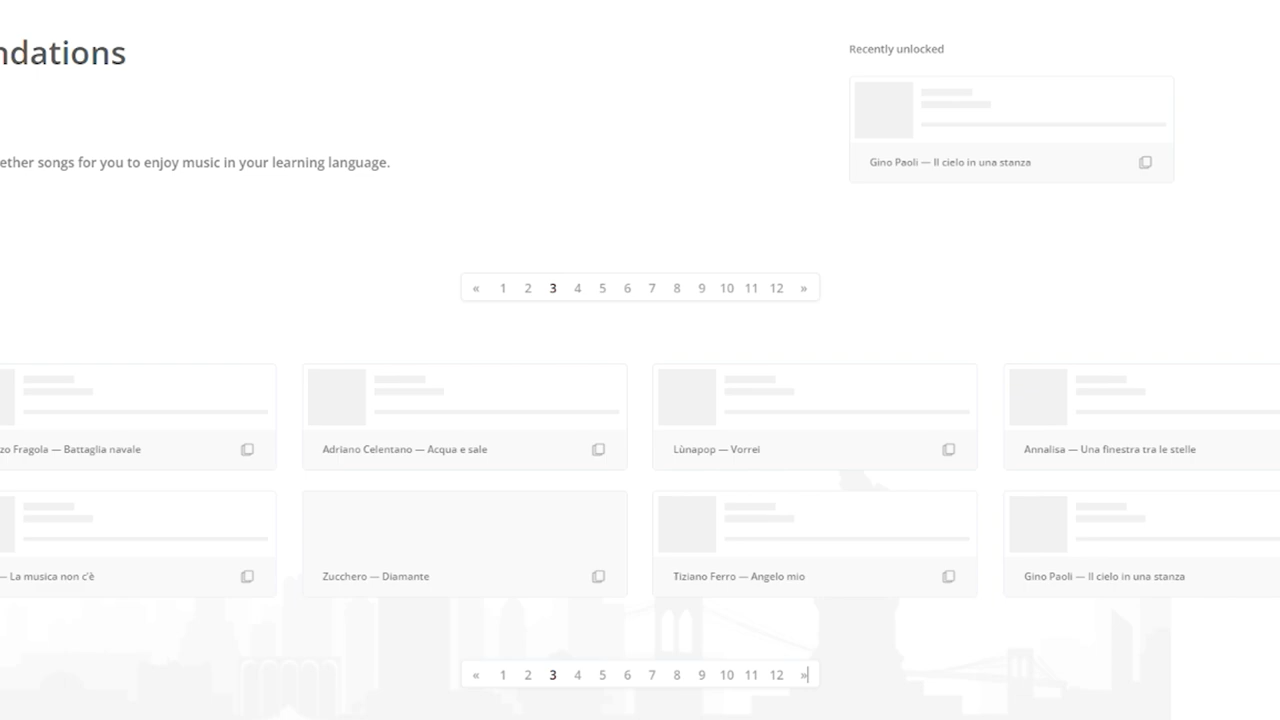 ndations
Recently unlocked
ether songs for you to enjoy music in your learning language.
Gino Paoli — Il cielo in una stanza
« 1 2 3 4 5 6 7 8 9 10 11 12 »
zo Fragola — Battaglia navale
Adriano Celentano — Acqua e sale
Lùnapop — Vorrei
Annalisa — Una finestra tra le stelle
— La musica non c'è
Zucchero — Diamante
Tiziano Ferro — Angelo mio
Gino Paoli — Il cielo in una stanza
« 1 2 3 4 5 6 7 8 9 10 11 12 »